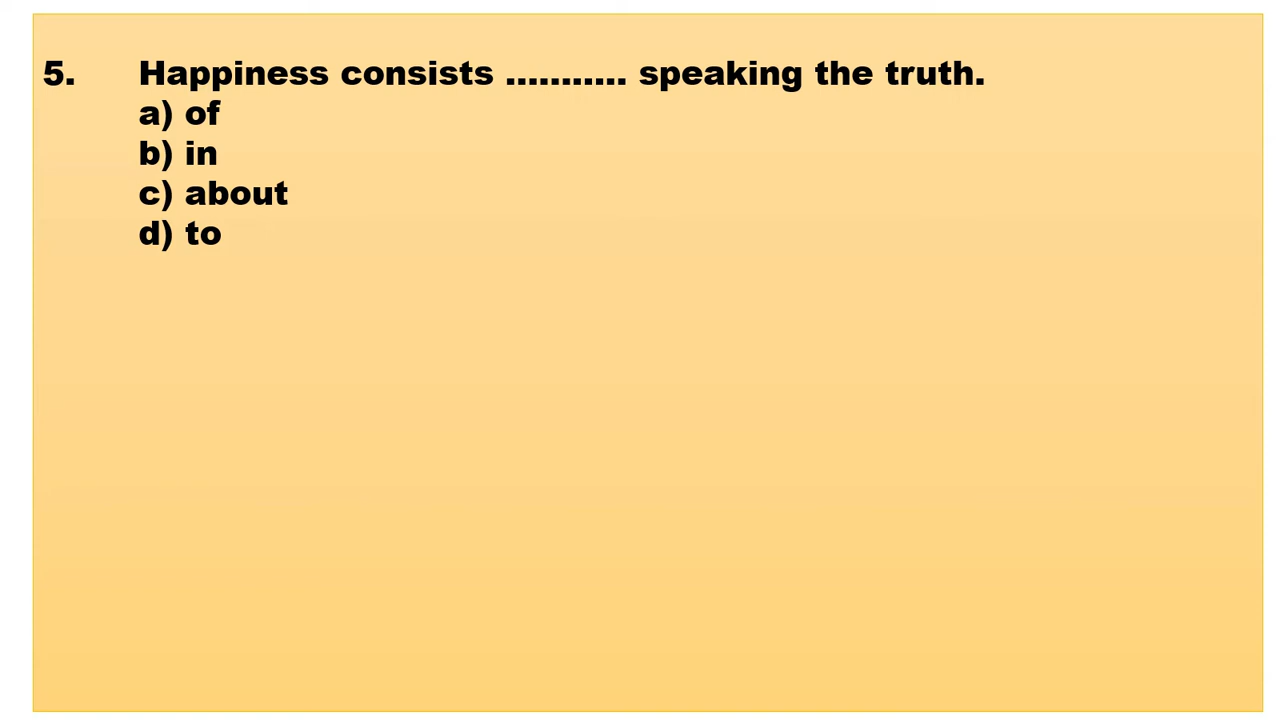 5. Happiness consists ........... speaking the truth.
a) of
b) in
c) about
d) to